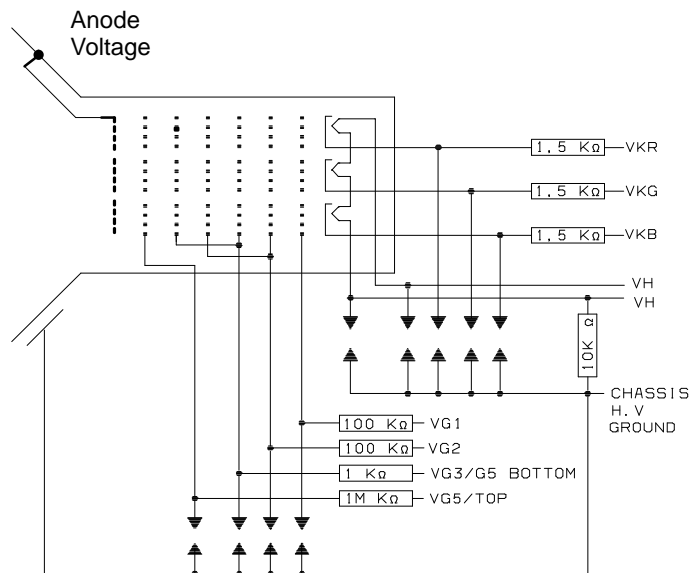 Anode
Voltage
1,5 KΩ VKR
1,5 KΩ VKG
1,5 KΩ VKB
VH
VH
10K Ω
CHASSIS
H.V
GROUND
100 KΩ VG1
100 KΩ VG2
1 KΩ VG3/G5 BOTTOM
1M KΩ VG5/TOP